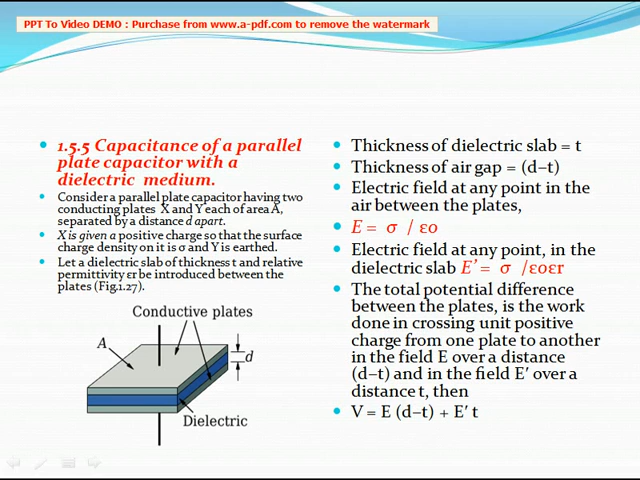 PPT To Video DEMO : Purchase from www.a-pdf.com to remove the watermark
• 1.5.5 Capacitance of a parallel
plate capacitor with a
dielectric medium.
• Consider a parallel plate capacitor having two
conducting plates X and Y each of area A,
separated by a distance d apart.
• X is given a positive charge so that the surface
charge density on it is σ and Y is earthed.
• Let a dielectric slab of thickness t and relative
permittivity εr be introduced between the
plates (Fig.1.27).
Conductive plates
A
d
Dielectric
• Thickness of dielectric slab = t
• Thickness of air gap = (d–t)
• Electric field at any point in the
air between the plates,
• E = σ / εo
• Electric field at any point, in the
dielectric slab E’ = σ /εoεr
• The total potential difference
between the plates, is the work
done in crossing unit positive
charge from one plate to another
in the field E over a distance
(d–t) and in the field E′ over a
distance t, then
• V = E (d–t) + E′ t